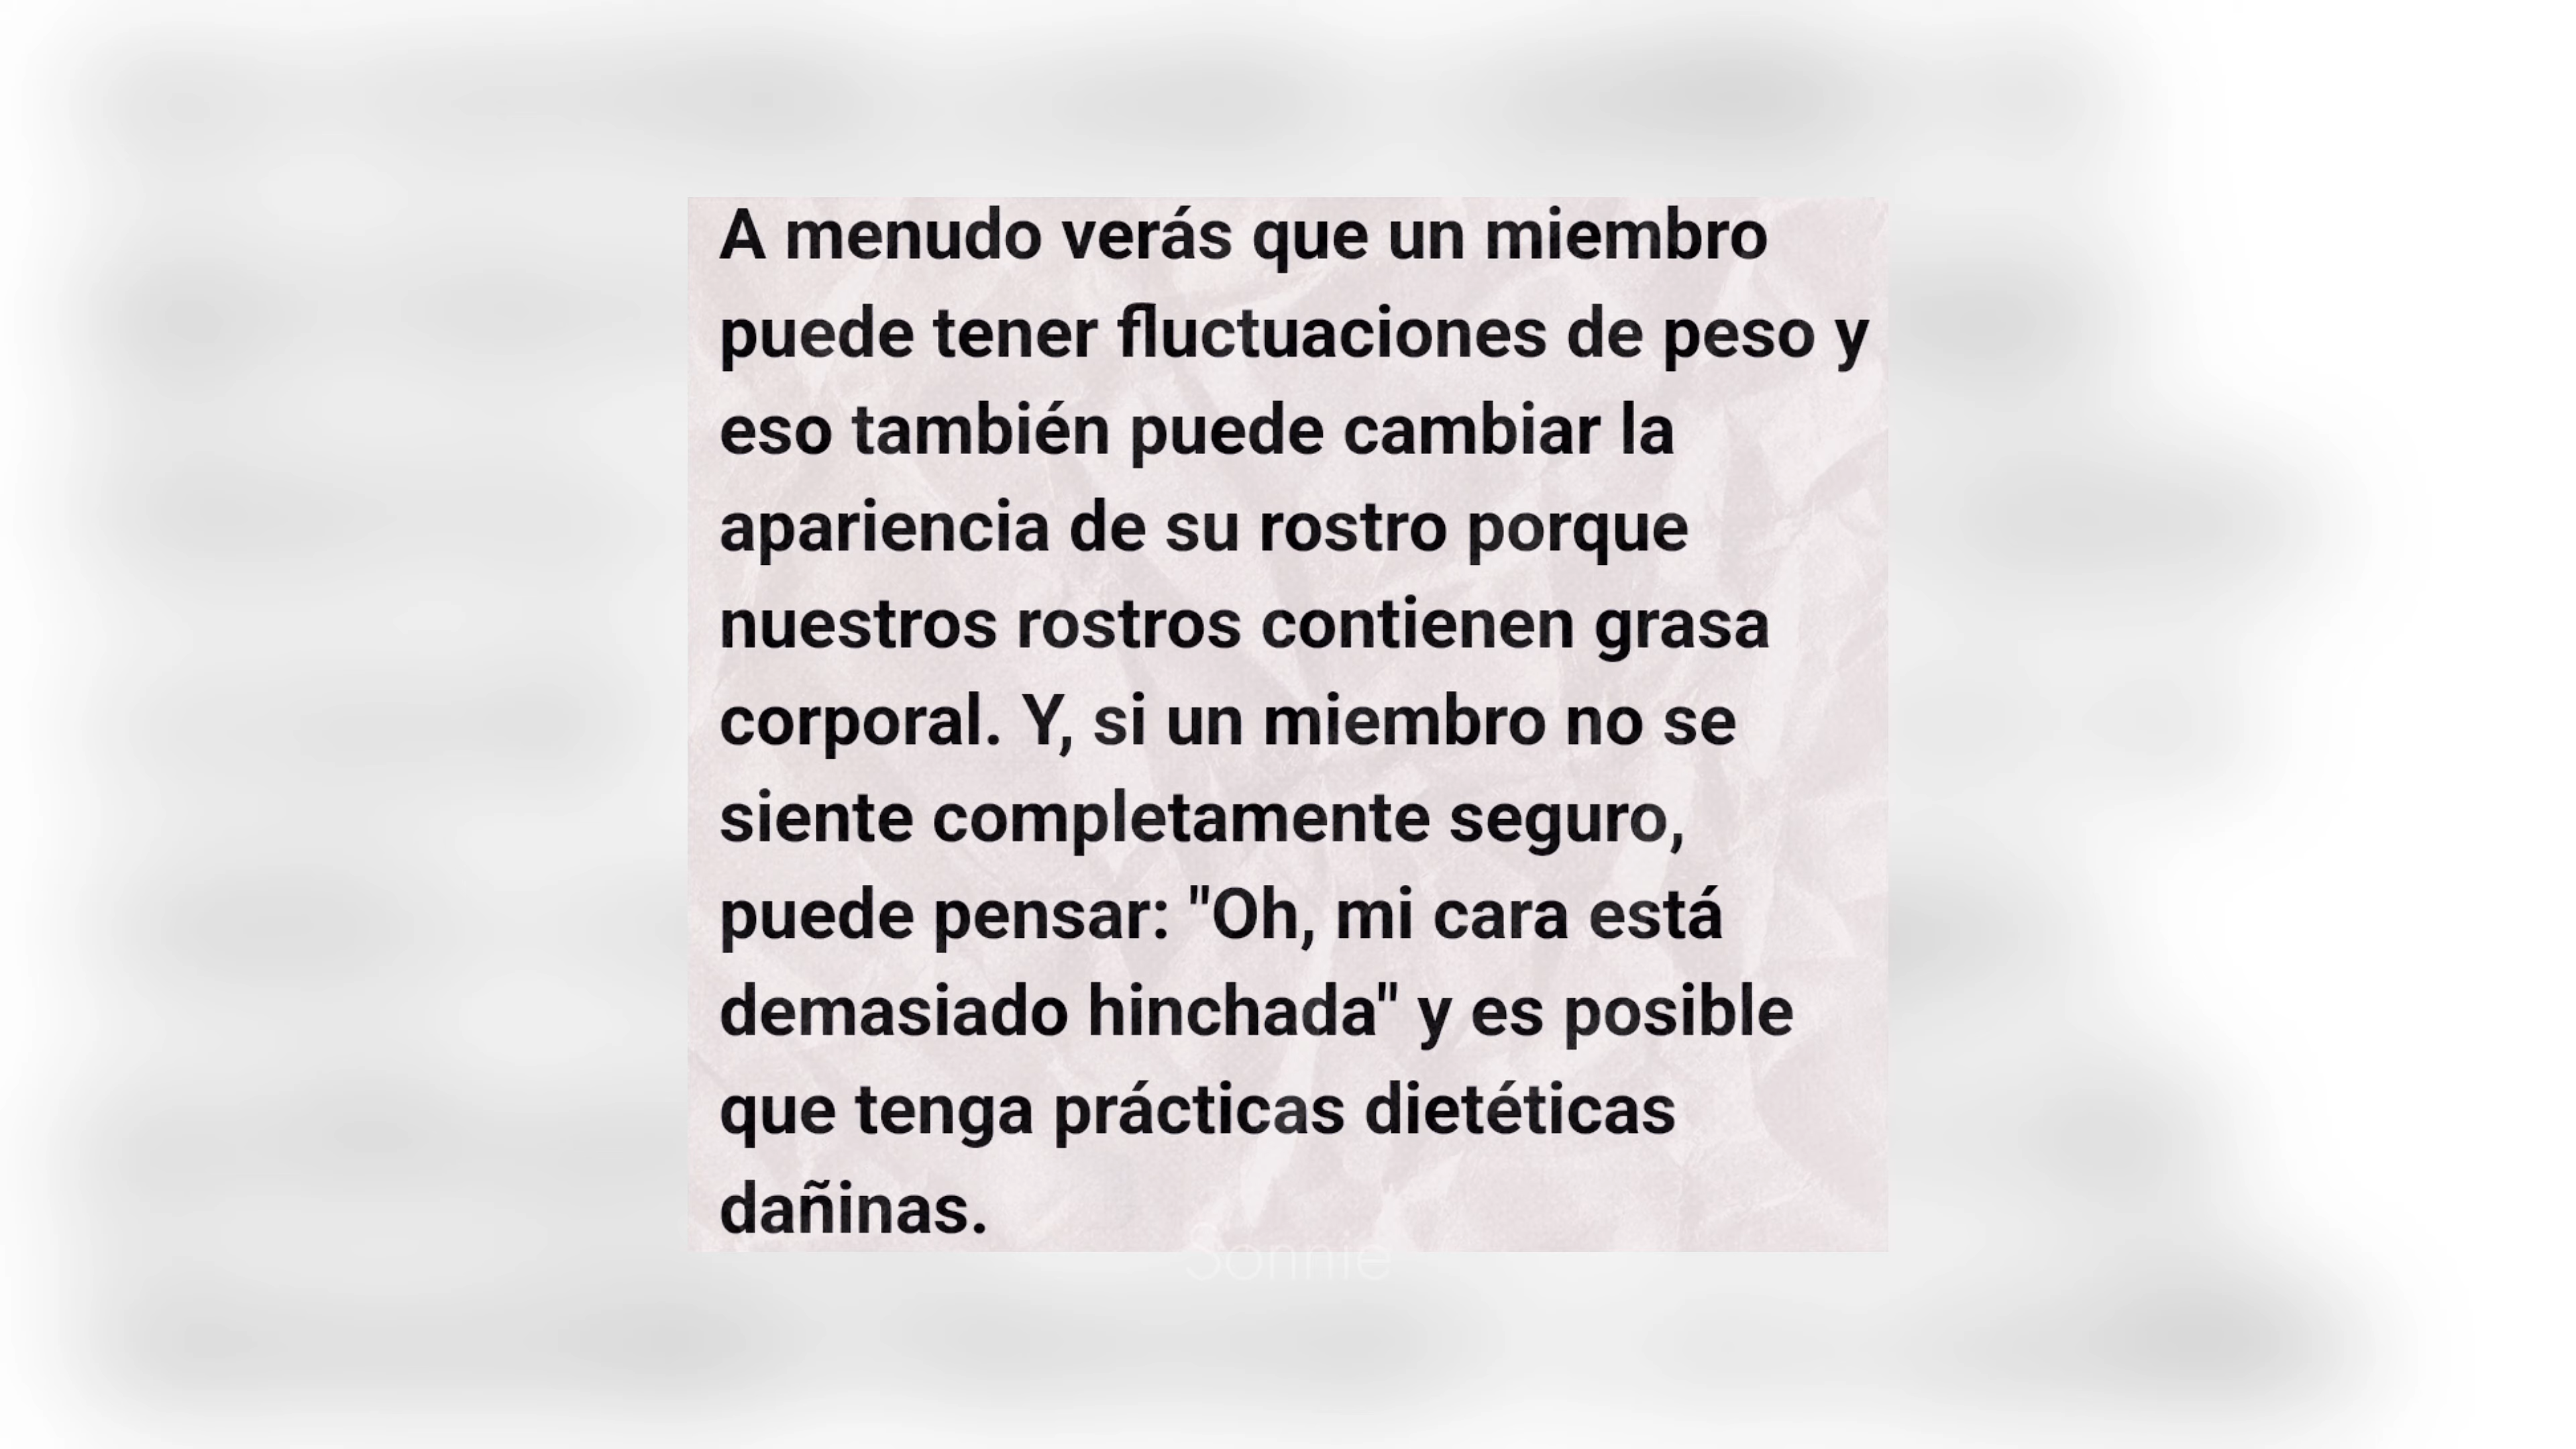 A menudo verás que un miembro
puede tener fluctuaciones de peso y
eso también puede cambiar la
apariencia de su rostro porque
nuestros rostros contienen grasa
corporal. Y, si un miembro no se
siente completamente seguro,
puede pensar: "Oh, mi cara está
demasiado hinchada" y es posible
que tenga prácticas dietéticas
dañinas.
Sonnie